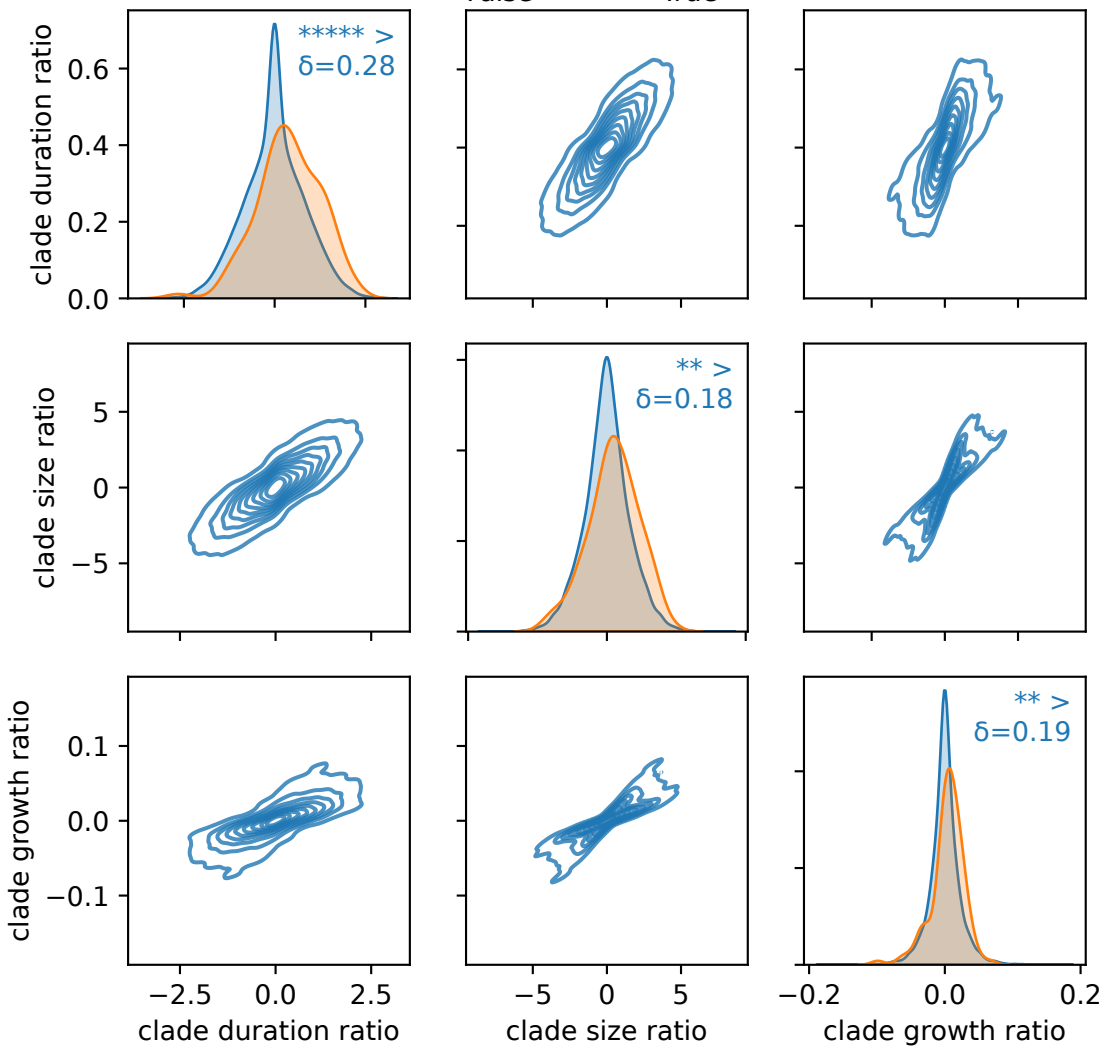 clade duration ratio
0.6
0.4
0.2
0.0
***** >
δ=0.28
clade size ratio
5
0
−5
** >
δ=0.18
clade growth ratio
0.1
0.0
−0.1
** >
δ=0.19
−2.5 0.0 2.5
−5 0 5
−0.2 0.0 0.2
clade duration ratio
clade size ratio
clade growth ratio